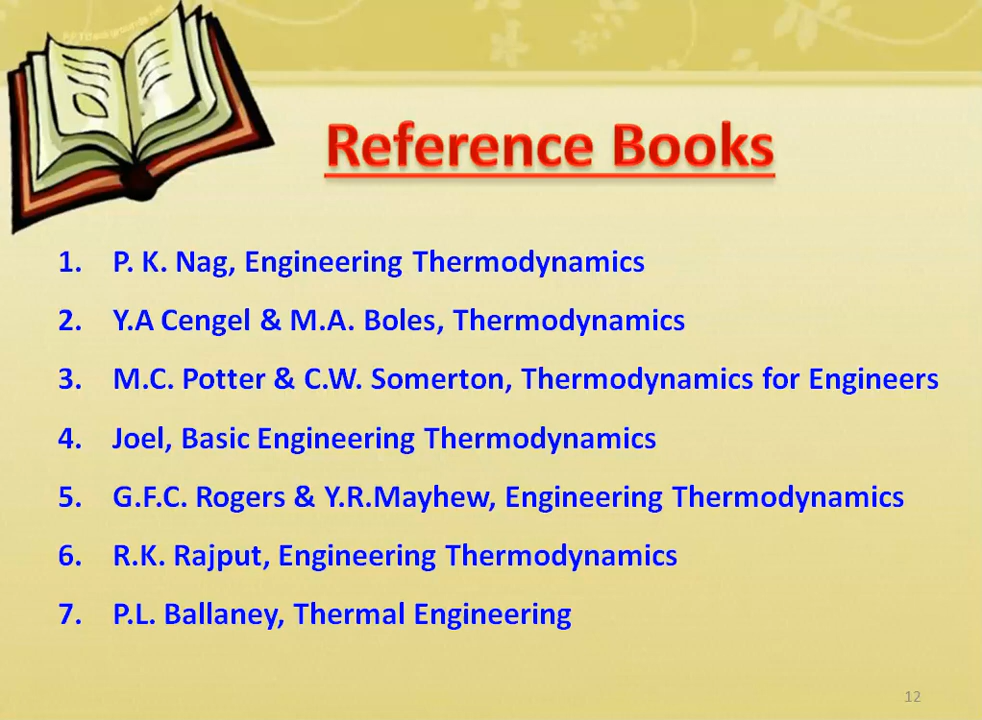 Reference Books
1. P. K. Nag, Engineering Thermodynamics
2. Y.A Cengel & M.A. Boles, Thermodynamics
3. M.C. Potter & C.W. Somerton, Thermodynamics for Engineers
4. Joel, Basic Engineering Thermodynamics
5. G.F.C. Rogers & Y.R.Mayhew, Engineering Thermodynamics
6. R.K. Rajput, Engineering Thermodynamics
7. P.L. Ballaney, Thermal Engineering
12